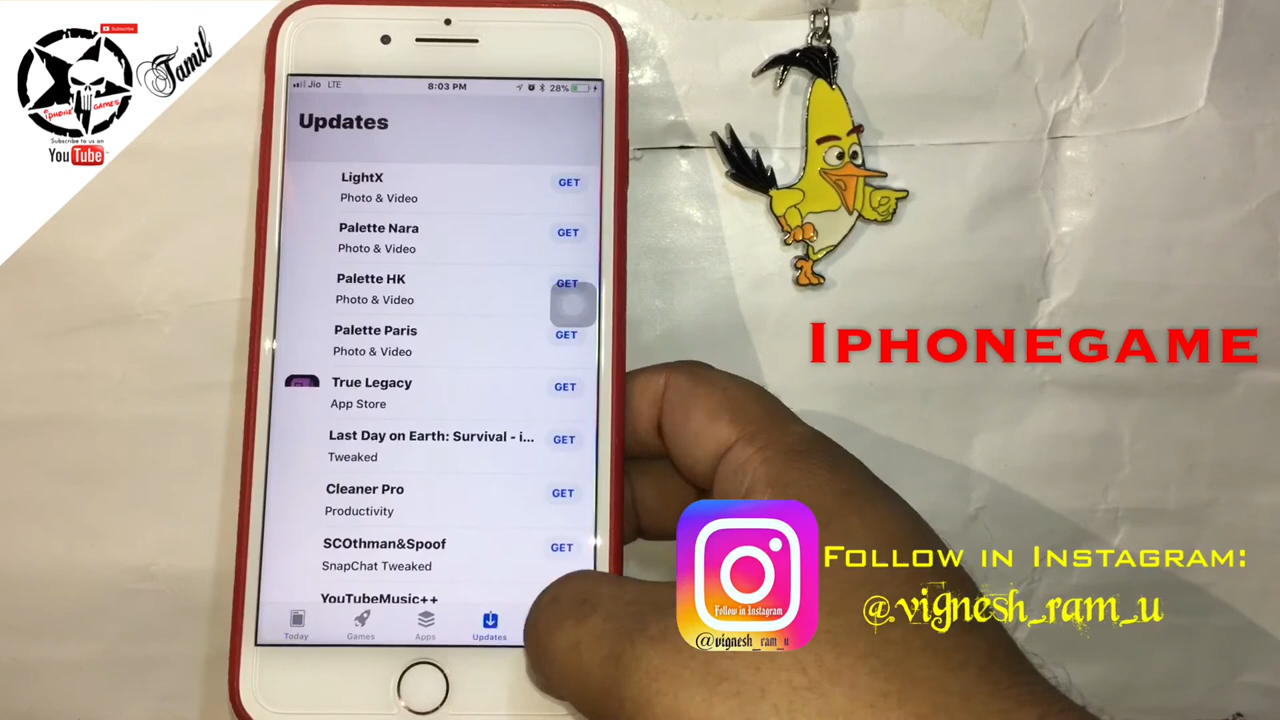 Subscribe
Tamil
IPHONE GAMES
Subscribe to us on
YouTube
Jio LTE
8:03 PM
28%
Updates
LightX
GET
Photo & Video
Palette Nara
GET
Photo & Video
Palette HK
GET
Photo & Video
Palette Paris
GET
Photo & Video
True Legacy
GET
App Store
Last Day on Earth: Survival - i...
GET
Tweaked
Cleaner Pro
GET
Productivity
SCOthman&Spoof
GET
SnapChat Tweaked
YouTubeMusic++
Today
Games
Apps
Updates
IPHONEGAME
Follow in Instagram
@vignesh_ram_u
FOLLOW IN INSTAGRAM:
@vignesh_ram_u